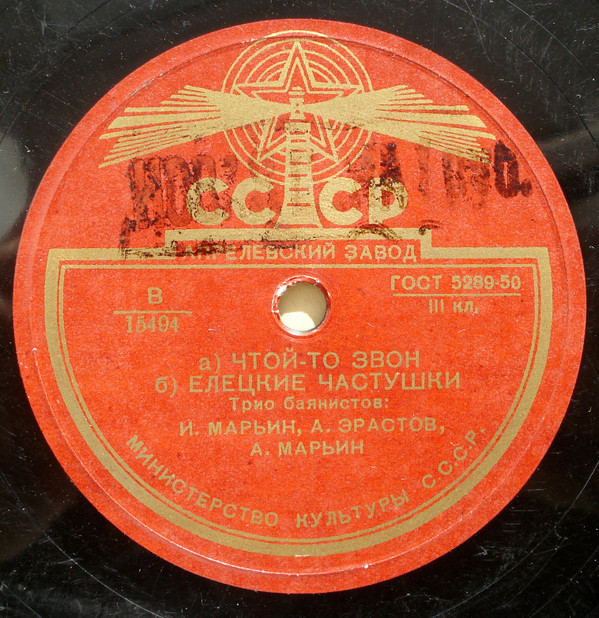 СССР
АПРЕЛЕВСКИЙ ЗАВОД
ГОСТ 5289-50
III кл.
В
15404
а) ЧТОЙ-ТО ЗВОН
б) ЕЛЕЦКИЕ ЧАСТУШКИ
Трио баянистов:
И. МАРЬИН, А. ЭРАСТОВ,
А. МАРЬИН
МИНИСТЕРСТВО КУЛЬТУРЫ С.С.С.Р.